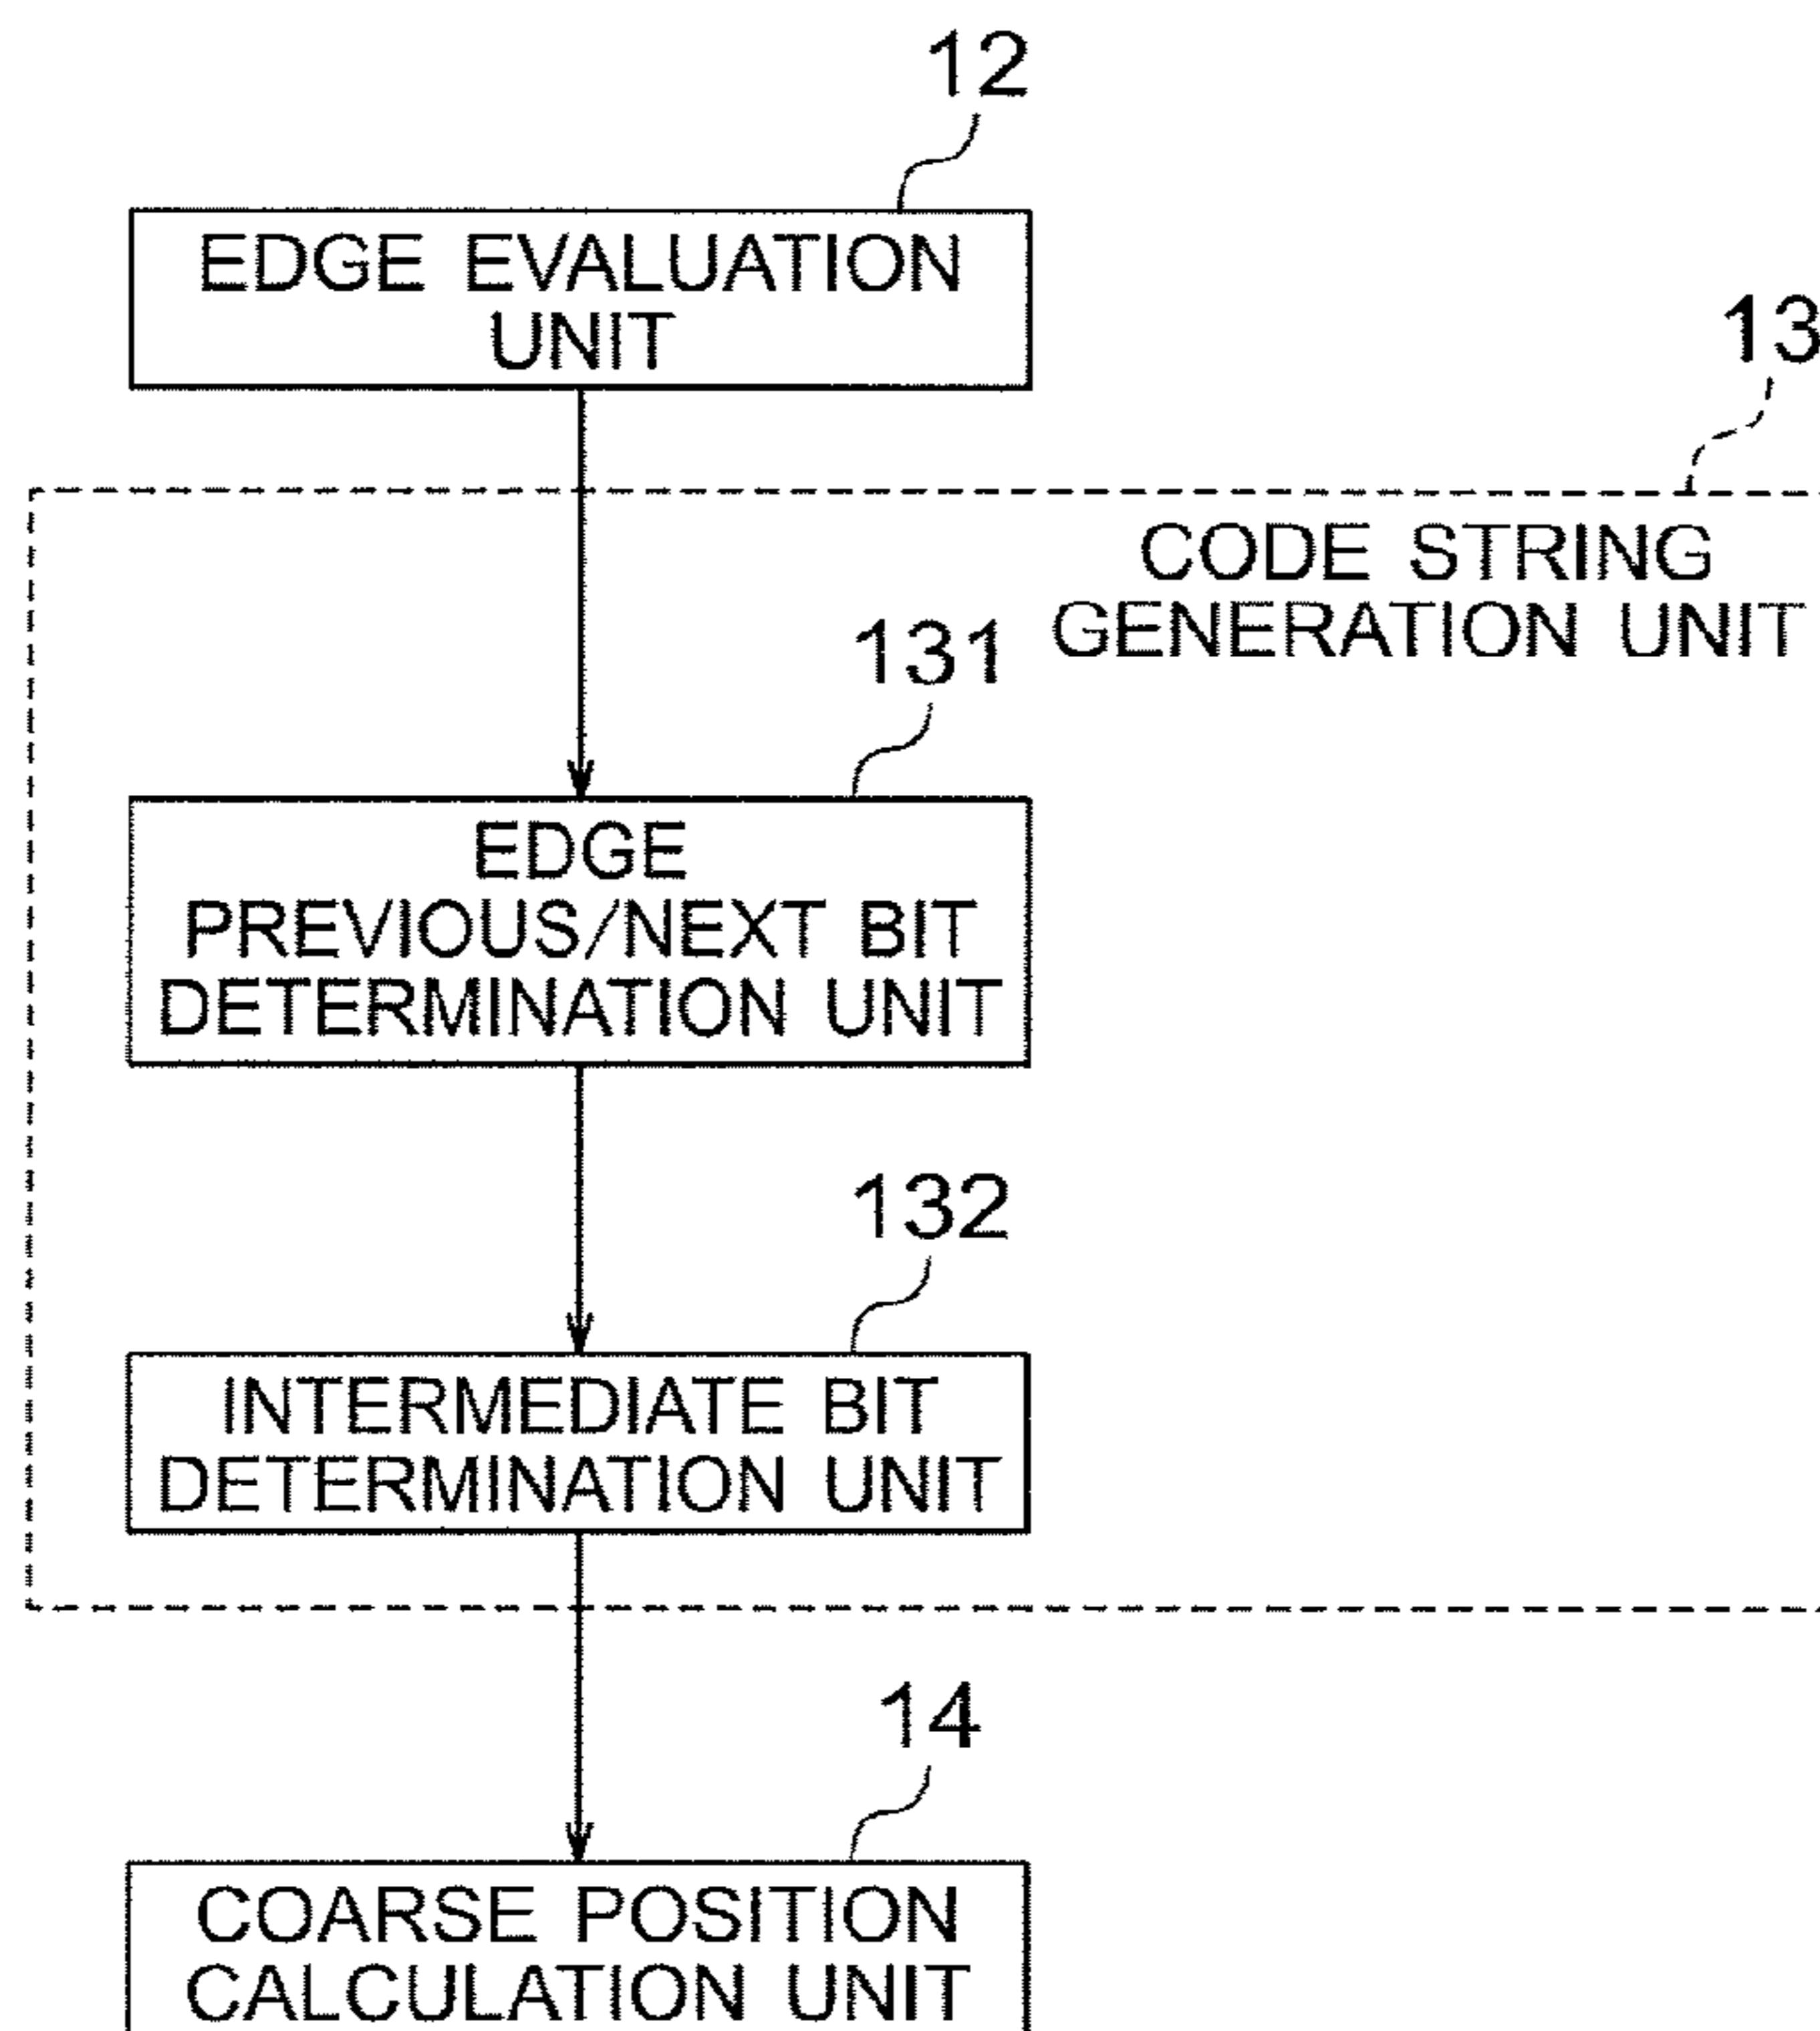 12
EDGE EVALUATION
UNIT
13
CODE STRING
GENERATION UNIT
131
EDGE
PREVIOUS/NEXT BIT
DETERMINATION UNIT
132
INTERMEDIATE BIT
DETERMINATION UNIT
14
COARSE POSITION
CALCULATION UNIT